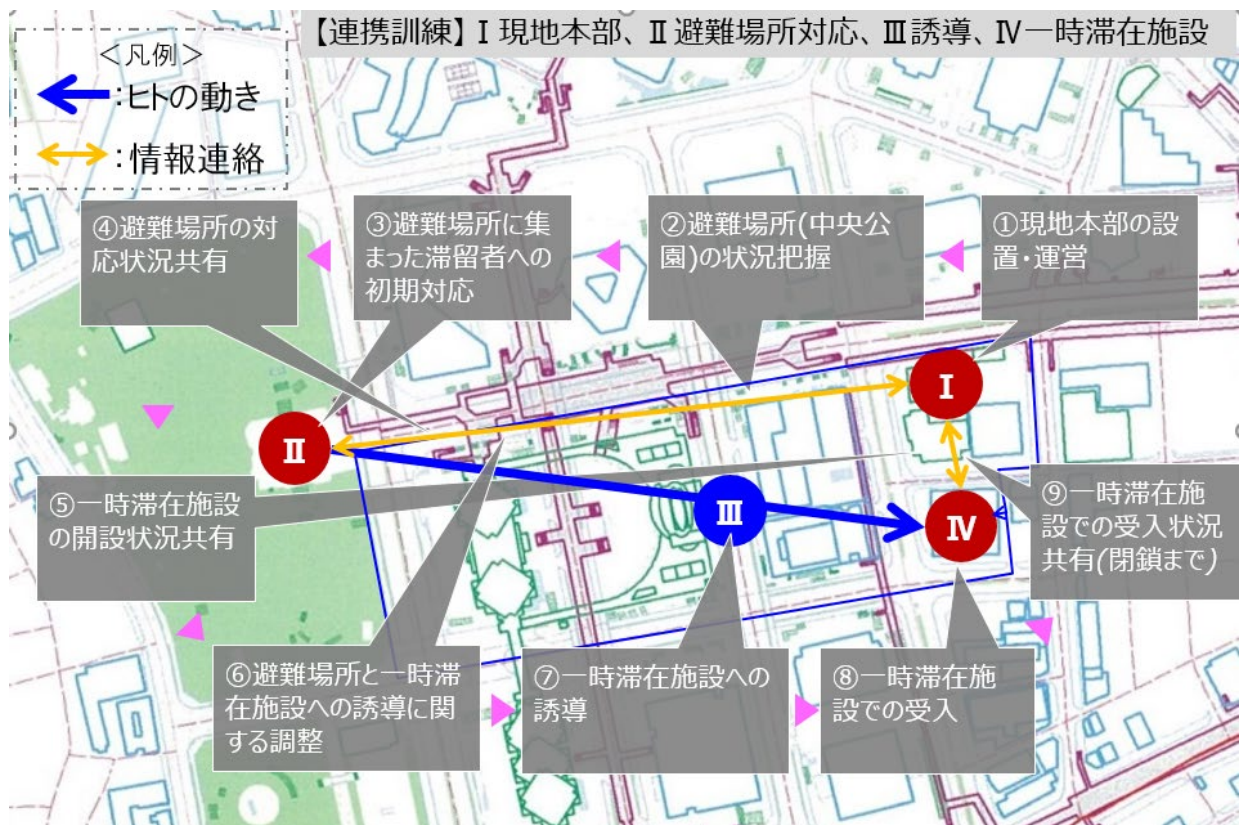 【連携訓練】Ⅰ現地本部、Ⅱ避難場所対応、Ⅲ誘導、Ⅳ一時滞在施設
＜凡例＞
:ヒトの動き
:情報連絡
④避難場所の対
応状況共有
③避難場所に集
まった滞留者への
初期対応
②避難場所(中央公
園)の状況把握
①現地本部の設
置・運営
Ⅰ
Ⅱ
Ⅲ
Ⅳ
⑤一時滞在施設
の開設状況共有
⑨一時滞在施
設での受入状況
共有(閉鎖まで)
⑥避難場所と一時滞
在施設への誘導に関
する調整
⑦一時滞在施設への
誘導
⑧一時滞在施
設での受入